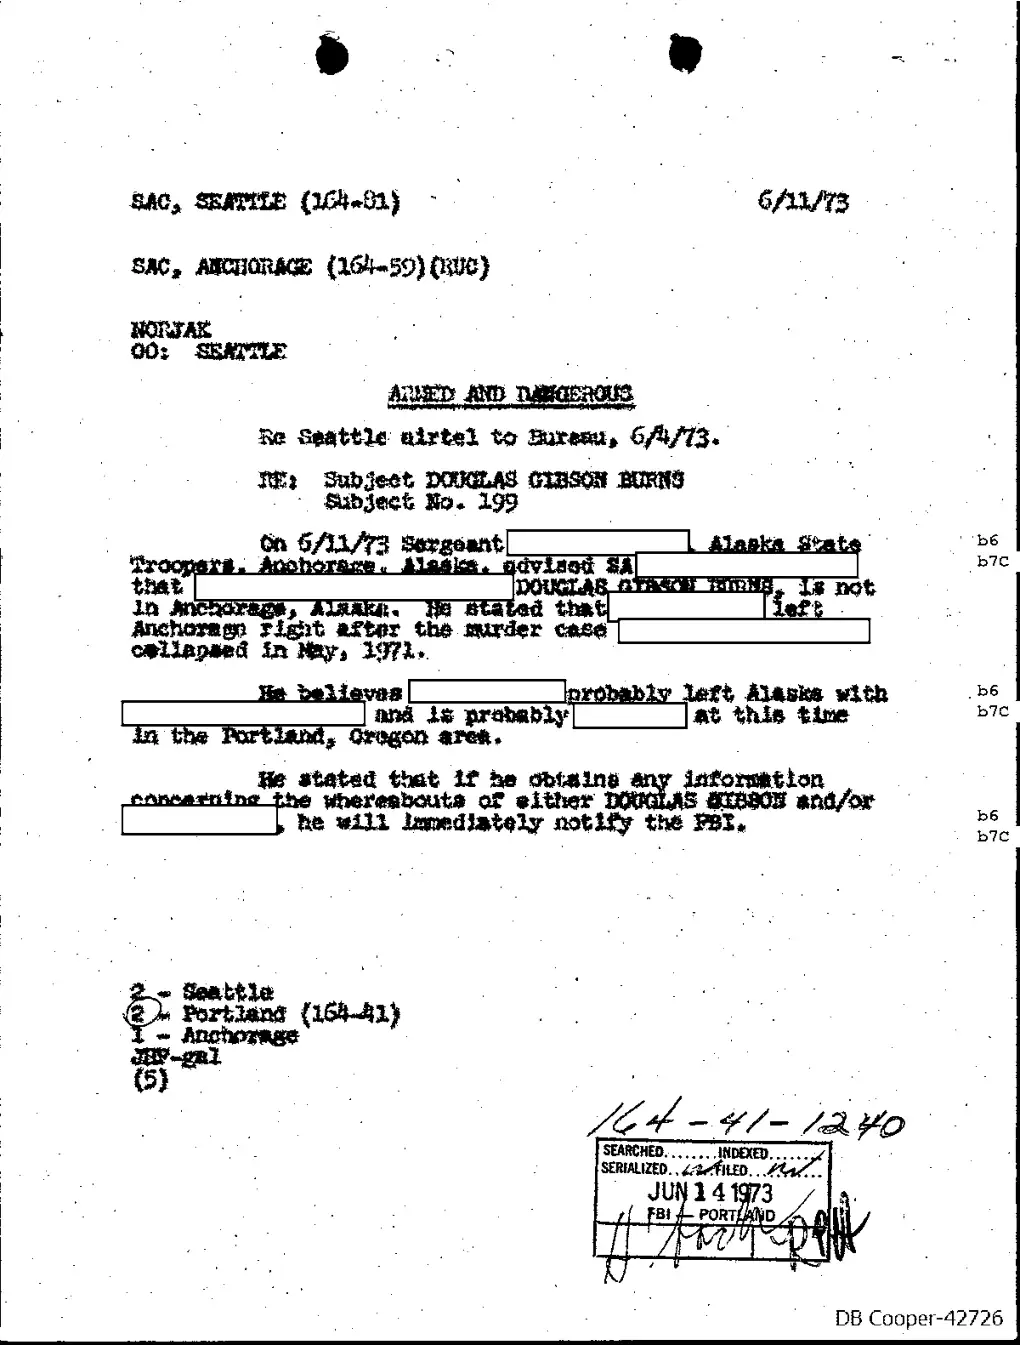 SAC, SEATTLE (164-81) 6/11/73
SAC, ANCHORAGE (164-59)(RUC)
NORJAK
OO: SEATTLE
ARMED AND DANGEROUS
Re Seattle airtel to Bureau, 6/4/73.
RE: Subject DOUGLAS GIBSON BURNS
Subject No. 199
On 6/11/73 Sergeant , Alaska State
Troopers, Anchorage, Alaska, advised SA
that DOUGLAS GIBSON BURNS, is not
in Anchorage, Alaska. He stated that left
Anchorage right after the murder case
collapsed in May, 1971.
b6
b7C
He believes probably left Alaska with
and is probably at this time
in the Portland, Oregon area.
b6
b7C
He stated that if he obtains any information
concerning the whereabouts of either DOUGLAS GIBSON and/or
, he will immediately notify the FBI.
b6
b7C
2 - Seattle
2 - Portland (164-41)
1 - Anchorage
JHP-gal
(5)
164-41-1240
SEARCHED........INDEXED.......
SERIALIZED.......FILED.......
JUN 14 1973
FBI — PORTLAND
DB Cooper-42726